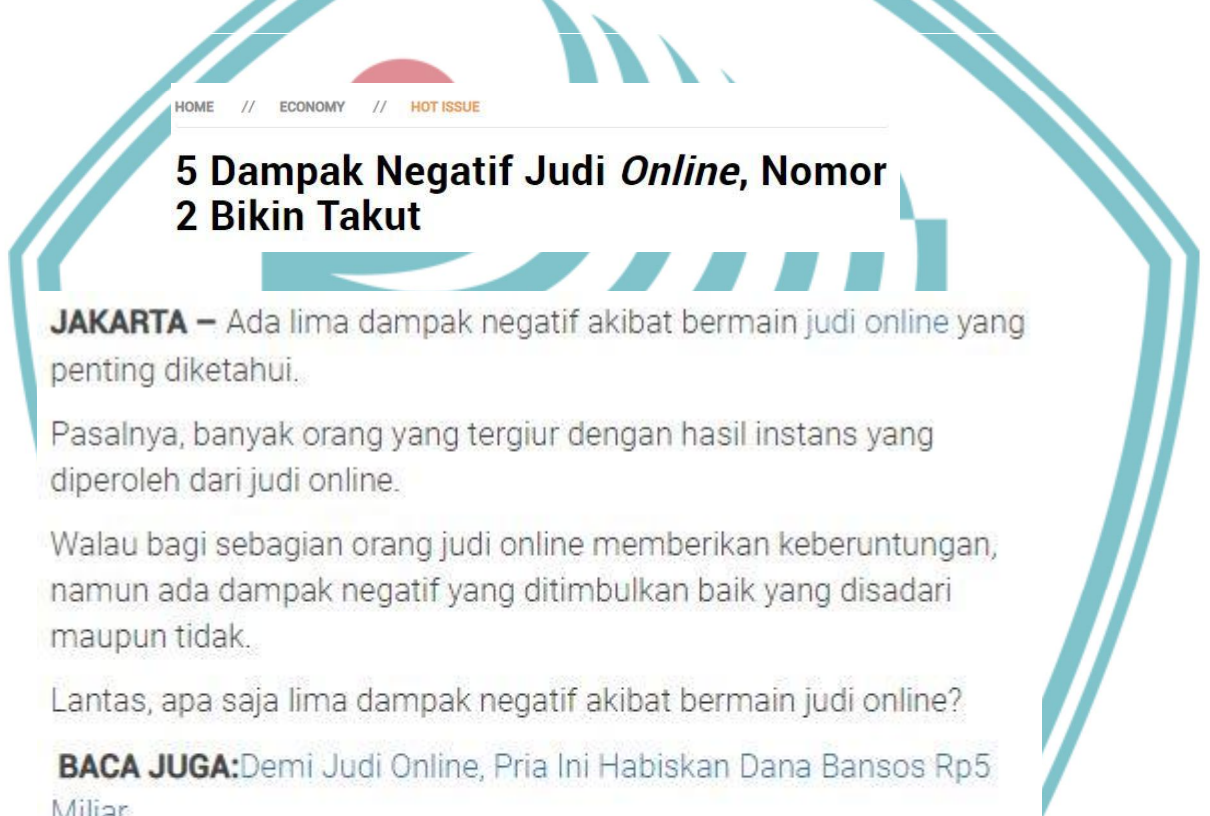 HOME // ECONOMY // HOT ISSUE
5 Dampak Negatif Judi Online, Nomor
2 Bikin Takut
JAKARTA – Ada lima dampak negatif akibat bermain judi online yang
penting diketahui.
Pasalnya, banyak orang yang tergiur dengan hasil instans yang
diperoleh dari judi online.
Walau bagi sebagian orang judi online memberikan keberuntungan,
namun ada dampak negatif yang ditimbulkan baik yang disadari
maupun tidak.
Lantas, apa saja lima dampak negatif akibat bermain judi online?
BACA JUGA:Demi Judi Online, Pria Ini Habiskan Dana Bansos Rp5
Miliar